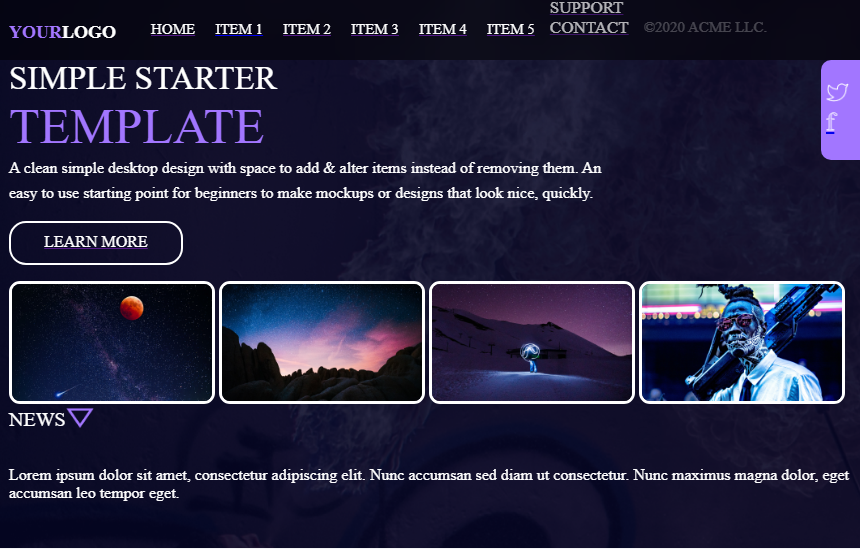 YOURLOGO HOME ITEM 1 ITEM 2 ITEM 3 ITEM 4 ITEM 5 SUPPORT
CONTACT ©2020 ACME LLC.
SIMPLE STARTER
TEMPLATE
f
A clean simple desktop design with space to add & alter items instead of removing them. An
easy to use starting point for beginners to make mockups or designs that look nice, quickly.
LEARN MORE
NEWS
Lorem ipsum dolor sit amet, consectetur adipiscing elit. Nunc accumsan sed diam ut consectetur. Nunc maximus magna dolor, eget
accumsan leo tempor eget.